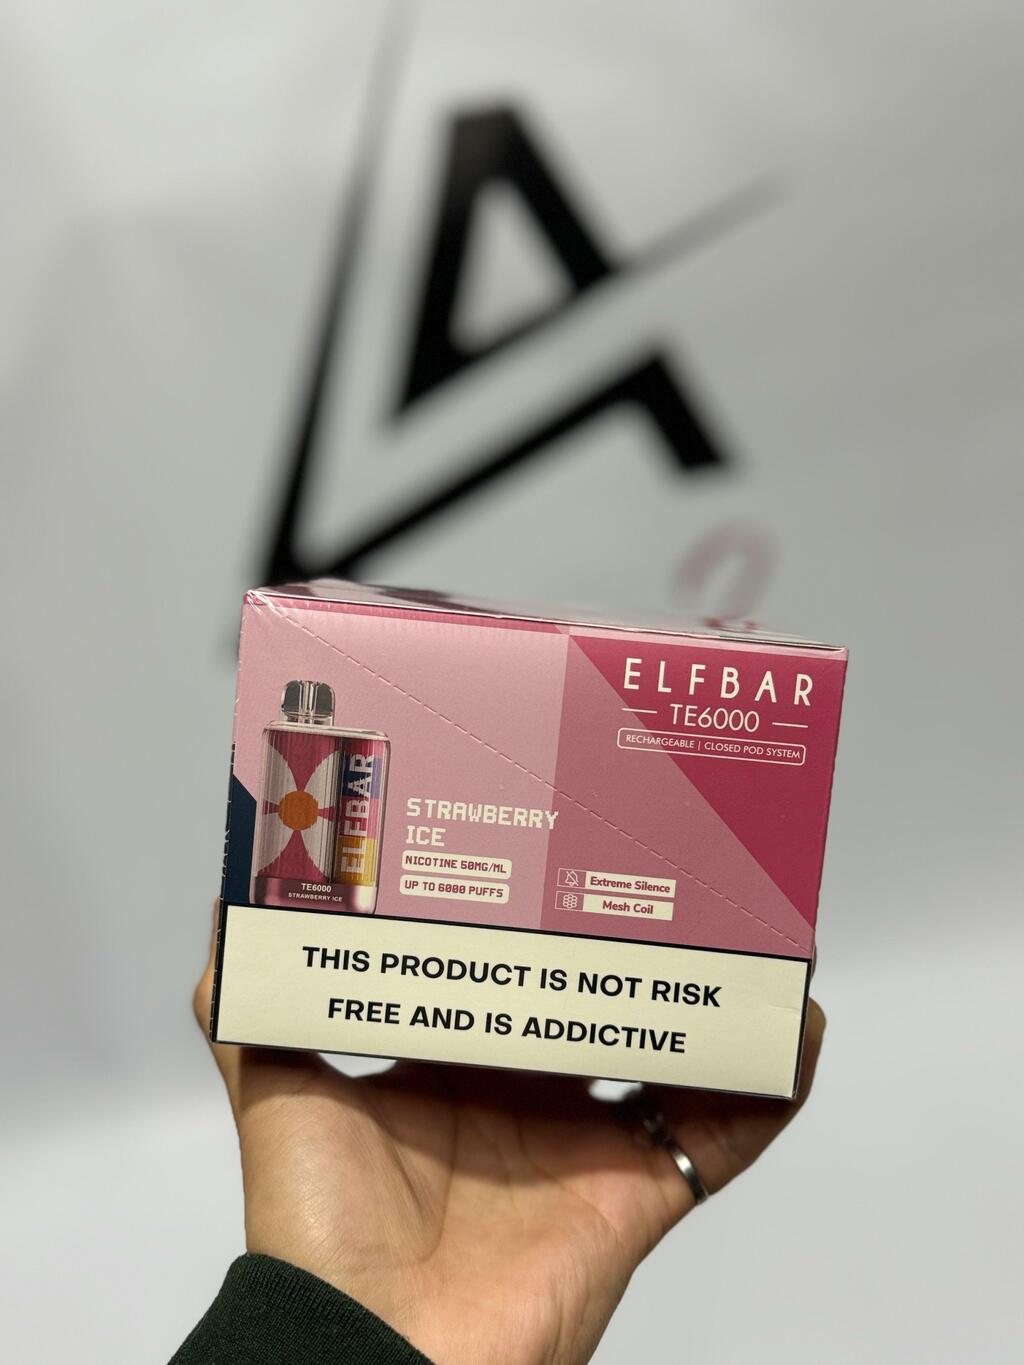 ELFBAR
TE6000
RECHARGEABLE | CLOSED POD SYSTEM
ELFBAR
TE6000
STRAWBERRY ICE
STRAWBERRY
ICE
NICOTINE 50MG/ML
UP TO 6000 PUFFS
Extreme Silence
Mesh Coil
THIS PRODUCT IS NOT RISK
FREE AND IS ADDICTIVE